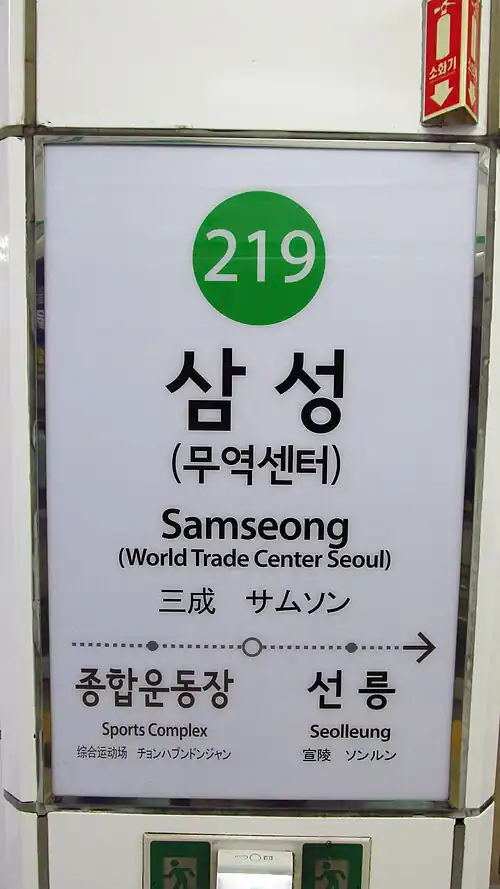 소화기
219
삼성
(무역센터)
Samseong
(World Trade Center Seoul)
三成 サムソン
종합운동장 선릉
Sports Complex Seolleung
综合运动场 チョンハプンドンジャン 宣陵 ソンルン